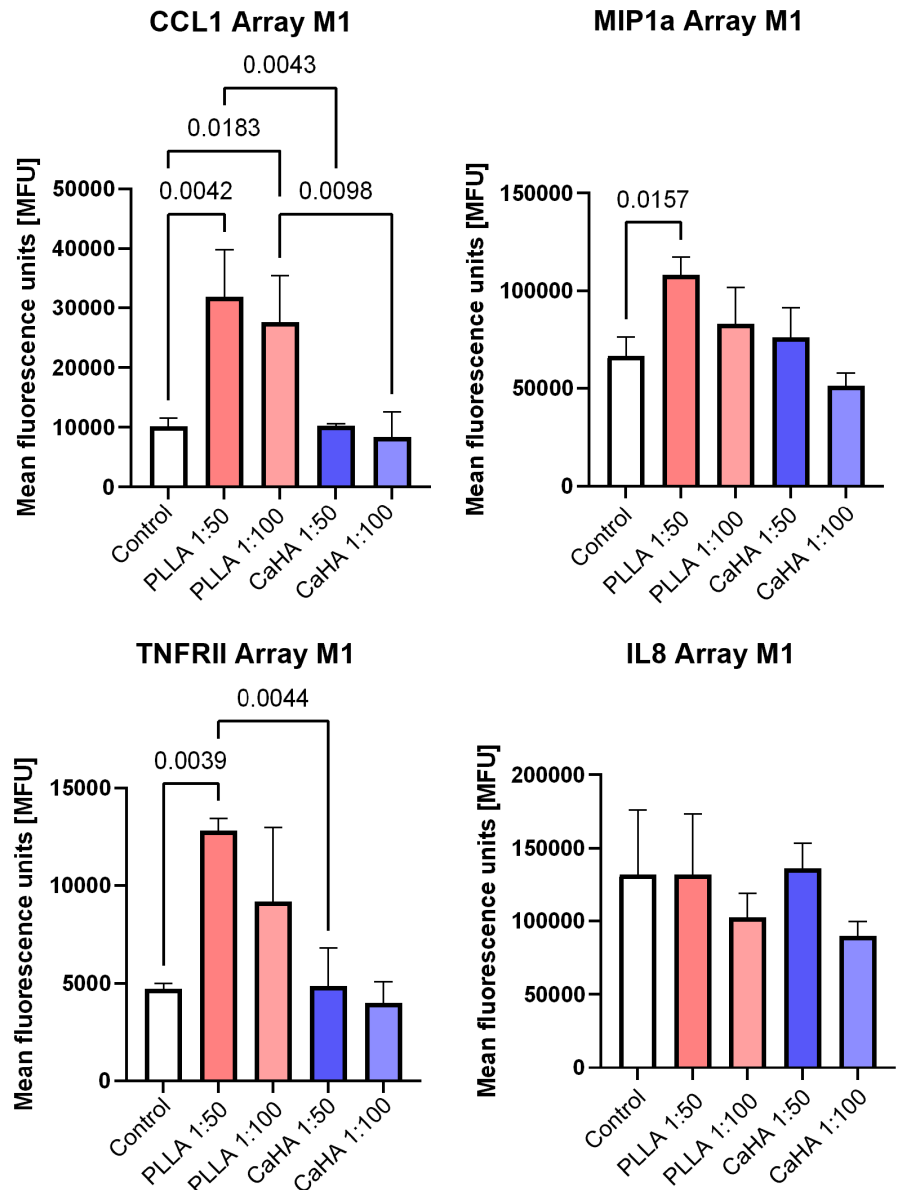 CCL1 Array M1
0.0043
0.0183
0.0042
0.0098
Mean fluorescence units [MFU]
50000
40000
30000
20000
10000
0
Control
PLLA 1:50
PLLA 1:100
CaHA 1:50
CaHA 1:100
MIP1a Array M1
0.0157
Mean fluorescence units [MFU]
150000
100000
50000
0
Control
PLLA 1:50
PLLA 1:100
CaHA 1:50
CaHA 1:100
TNFRII Array M1
0.0044
0.0039
Mean fluorescence units [MFU]
15000
10000
5000
0
Control
PLLA 1:50
PLLA 1:100
CaHA 1:50
CaHA 1:100
IL8 Array M1
Mean fluorescence units [MFU]
200000
150000
100000
50000
0
Control
PLLA 1:50
PLLA 1:100
CaHA 1:50
CaHA 1:100